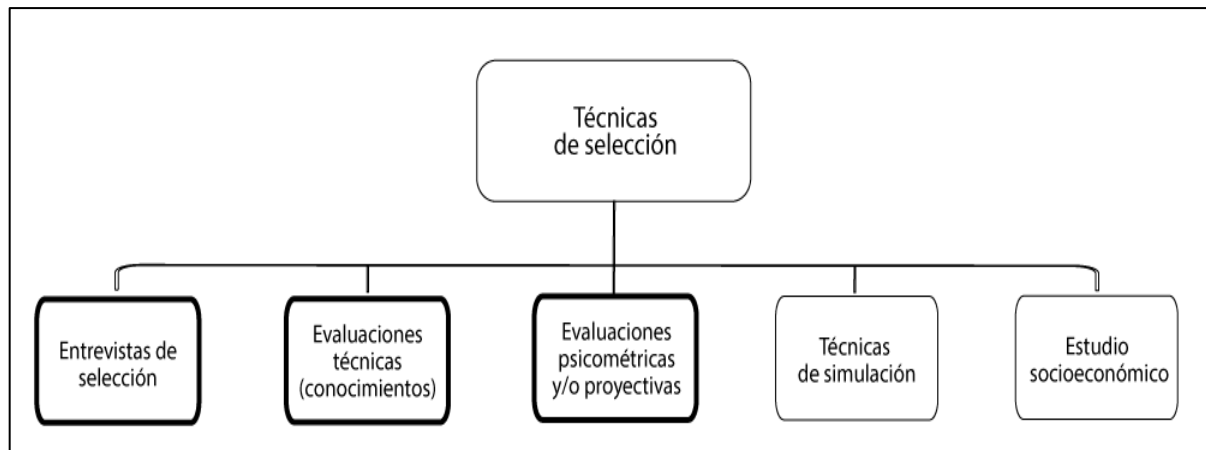 Técnicas
de selección
Entrevistas de
selección
Evaluaciones
técnicas
(conocimientos)
Evaluaciones
psicométricas
y/o proyectivas
Técnicas
de simulación
Estudio
socioeconómico